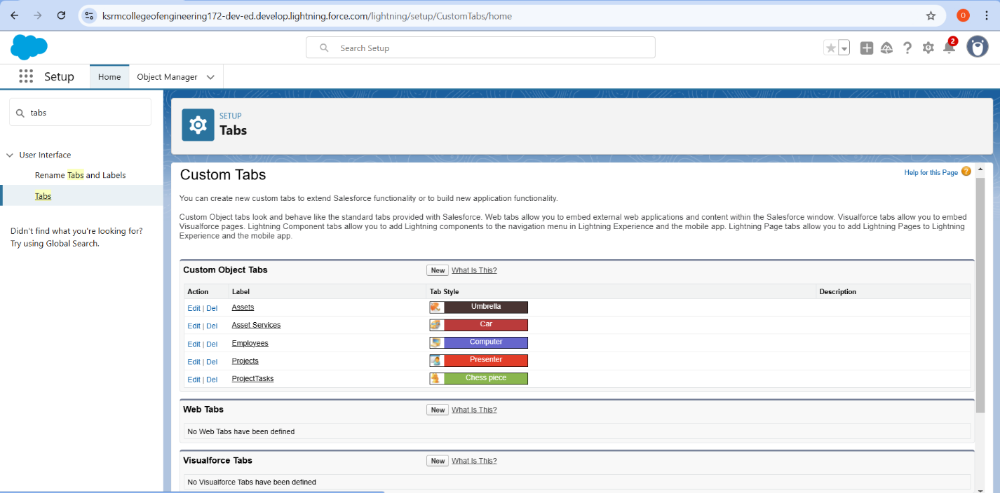 ksrmcollegeofengineering172-dev-ed.develop.lightning.force.com/lightning/setup/CustomTabs/home
O
Search Setup
2
Setup
Home
Object Manager
tabs
User Interface
Rename Tabs and Labels
Tabs
Didn't find what you're looking for?
Try using Global Search.
SETUP
Tabs
Custom Tabs
Help for this Page ?
You can create new custom tabs to extend Salesforce functionality or to build new application functionality.
Custom Object tabs look and behave like the standard tabs provided with Salesforce. Web tabs allow you to embed external web applications and content within the Salesforce window. Visualforce tabs allow you to embed
Visualforce pages. Lightning Component tabs allow you to add Lightning components to the navigation menu in Lightning Experience and the mobile app. Lightning Page tabs allow you to add Lightning Pages to Lightning
Experience and the mobile app.
Custom Object Tabs New What Is This?
Action Label Tab Style Description
Edit | Del Assets Umbrella
Edit | Del Asset Services Car
Edit | Del Employees Computer
Edit | Del Projects Presenter
Edit | Del ProjectTasks Chess piece
Web Tabs New What Is This?
No Web Tabs have been defined
Visualforce Tabs New What Is This?
No Visualforce Tabs have been defined